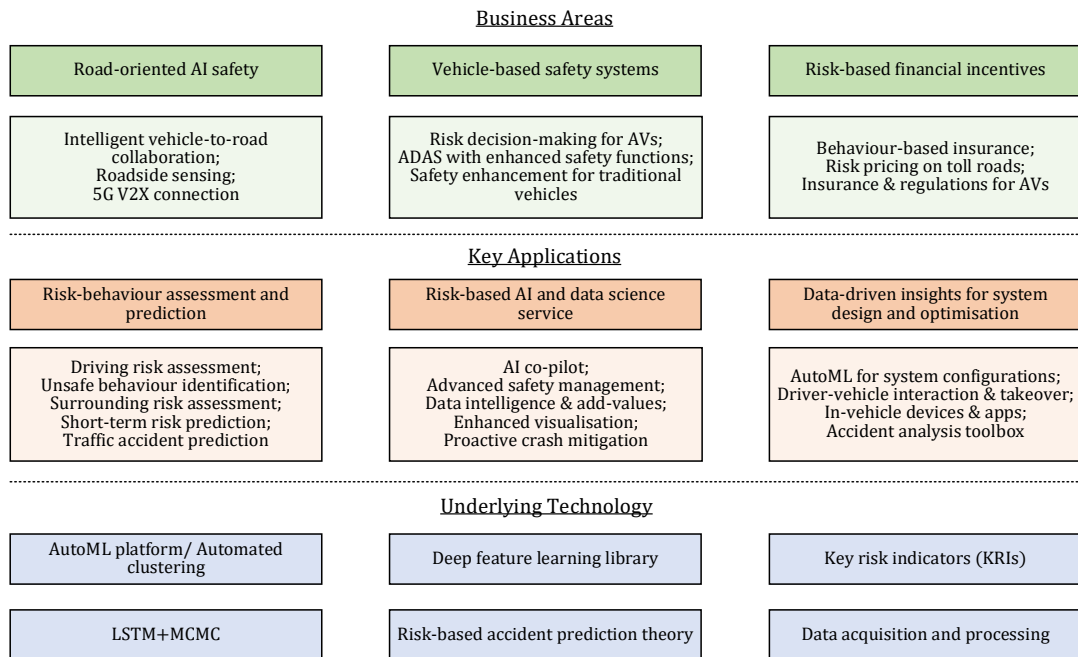 Business Areas
Road-oriented AI safety
Vehicle-based safety systems
Risk-based financial incentives
Intelligent vehicle-to-road
collaboration;
Roadside sensing;
5G V2X connection
Risk decision-making for AVs;
ADAS with enhanced safety functions;
Safety enhancement for traditional
vehicles
Behaviour-based insurance;
Risk pricing on toll roads;
Insurance & regulations for AVs
Key Applications
Risk-behaviour assessment and
prediction
Risk-based AI and data science
service
Data-driven insights for system
design and optimisation
Driving risk assessment;
Unsafe behaviour identification;
Surrounding risk assessment;
Short-term risk prediction;
Traffic accident prediction
AI co-pilot;
Advanced safety management;
Data intelligence & add-values;
Enhanced visualisation;
Proactive crash mitigation
AutoML for system configurations;
Driver-vehicle interaction & takeover;
In-vehicle devices & apps;
Accident analysis toolbox
Underlying Technology
AutoML platform/ Automated
clustering
Deep feature learning library
Key risk indicators (KRIs)
LSTM+MCMC
Risk-based accident prediction theory
Data acquisition and processing